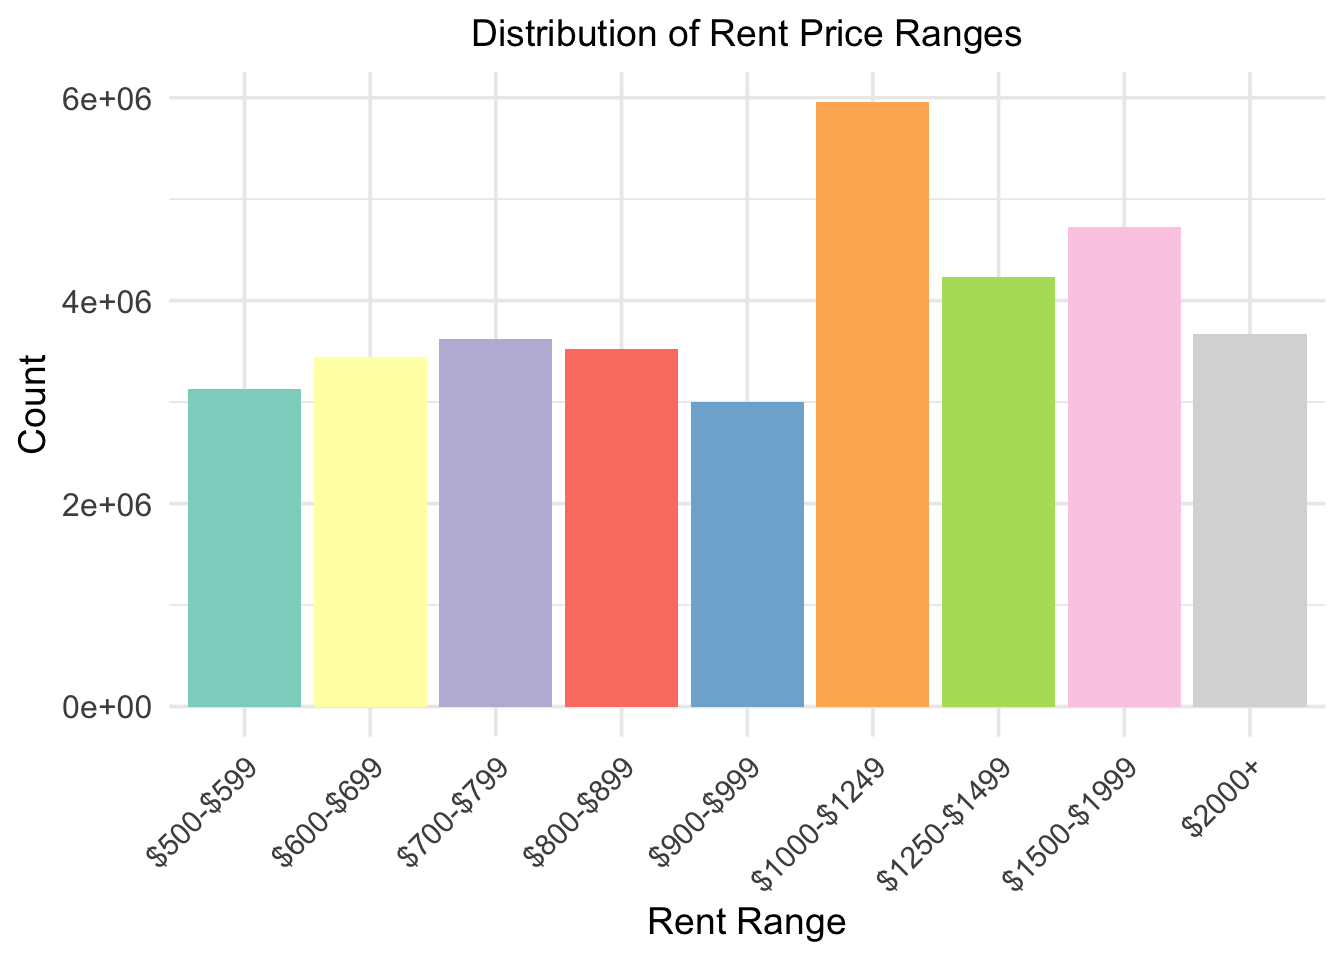 Distribution of Rent Price Ranges
6e+06
4e+06
2e+06
0e+00
Count
$500-$599
$600-$699
$700-$799
$800-$899
$900-$999
$1000-$1249
$1250-$1499
$1500-$1999
$2000+
Rent Range